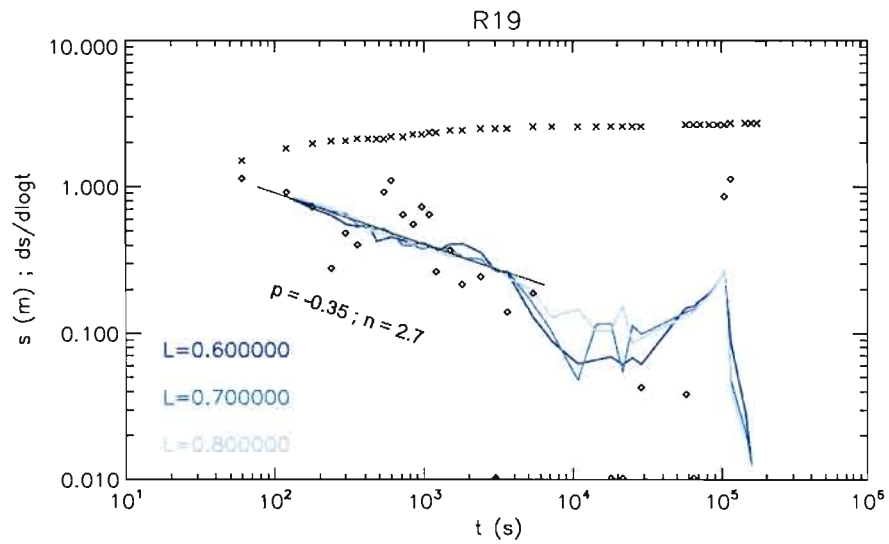 R19
10.000
1.000
0.100
0.010
s (m) ; ds/dlogt
p = -0.35 ; n = 2.7
L=0.600000
L=0.700000
L=0.800000
10¹ 10² 10³ 10⁴ 10⁵ 10⁶
t (s)